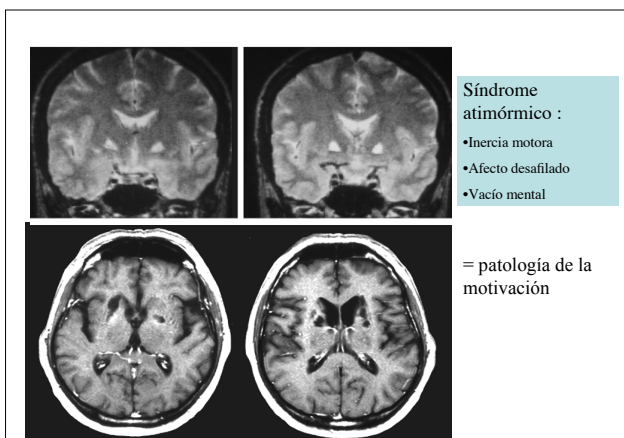 Síndrome
atimórmico :
•Inercia motora
•Afecto desafilado
•Vacío mental
= patología de la
motivación